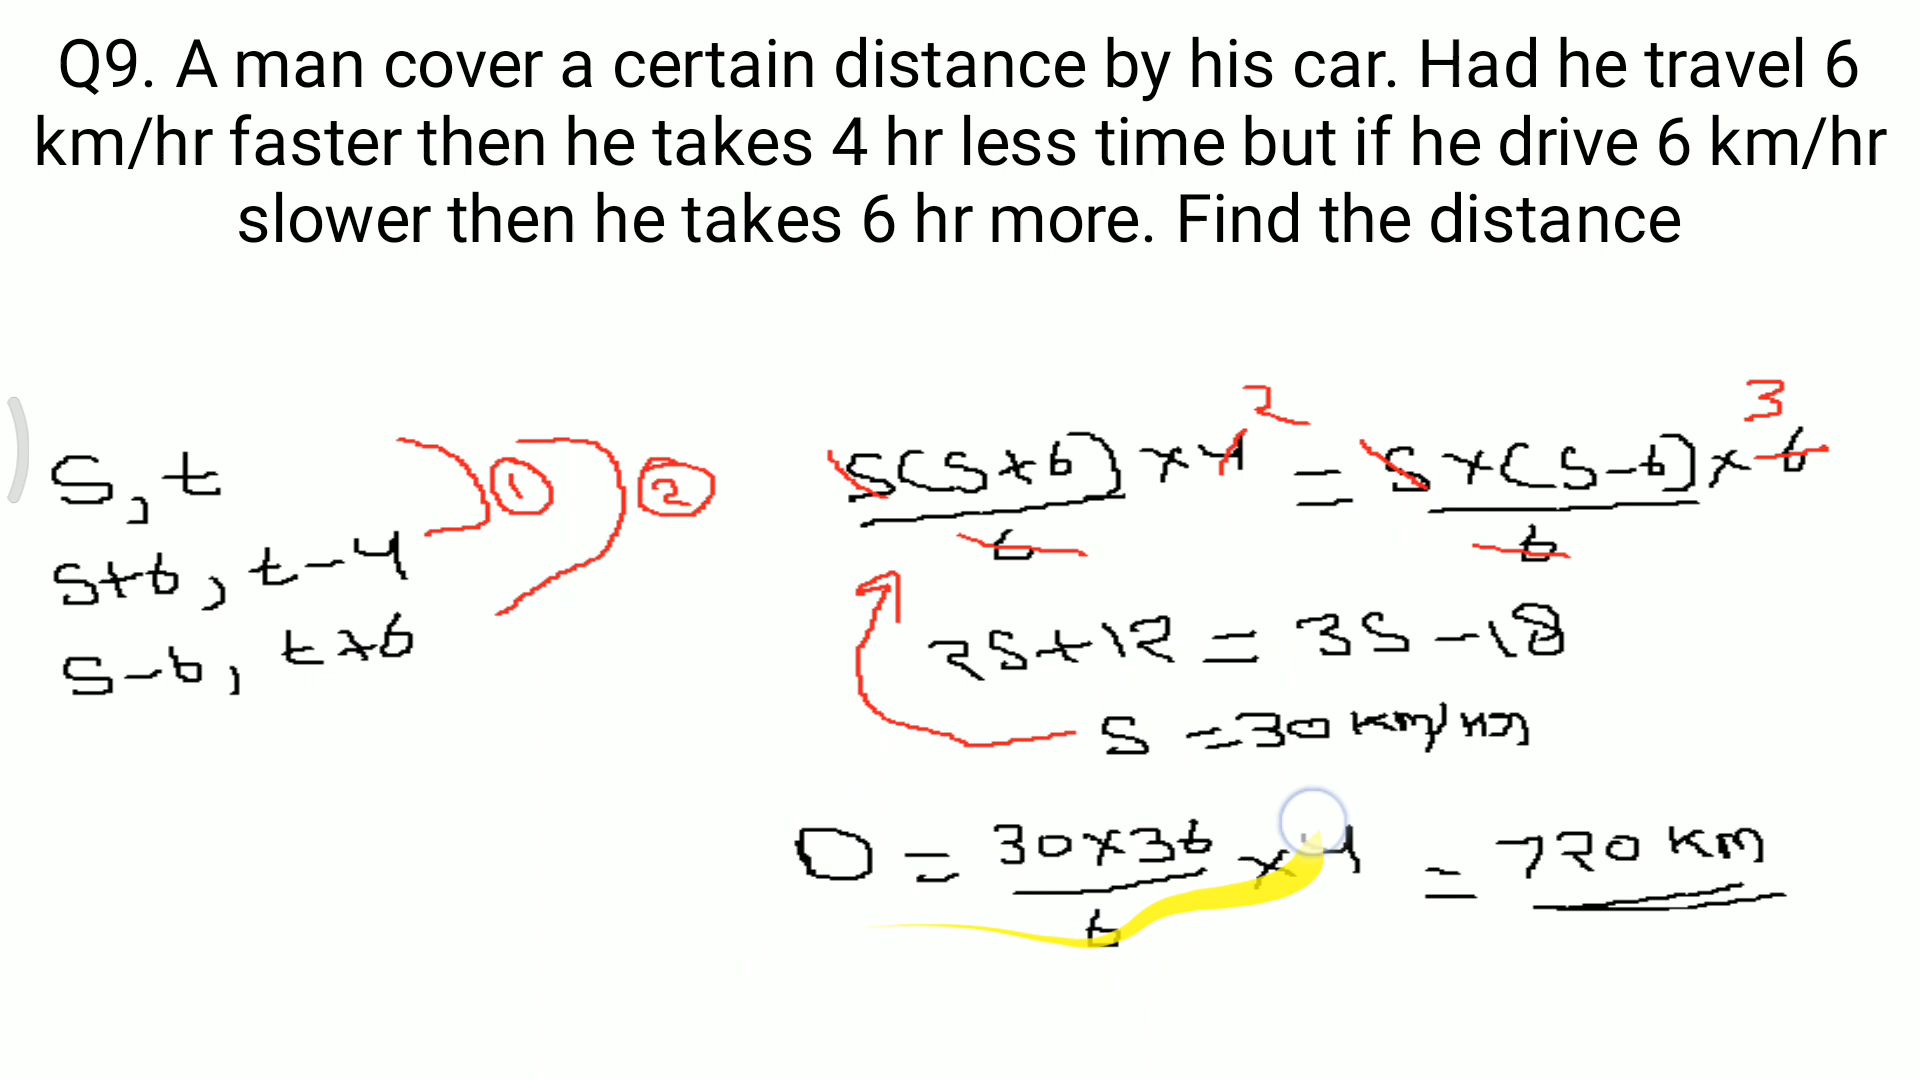 Q9. A man cover a certain distance by his car. Had he travel 6
km/hr faster then he takes 4 hr less time but if he drive 6 km/hr
slower then he takes 6 hr more. Find the distance
S, t
S+6, t-4
S-6, t+6
1
2
S(S+6)/6 × 4 = S×(S-6)/6 × 6
2 3
2S+12 = 3S-18
S = 30 km/hr
D = 30×36/6 × 4 = 720 km